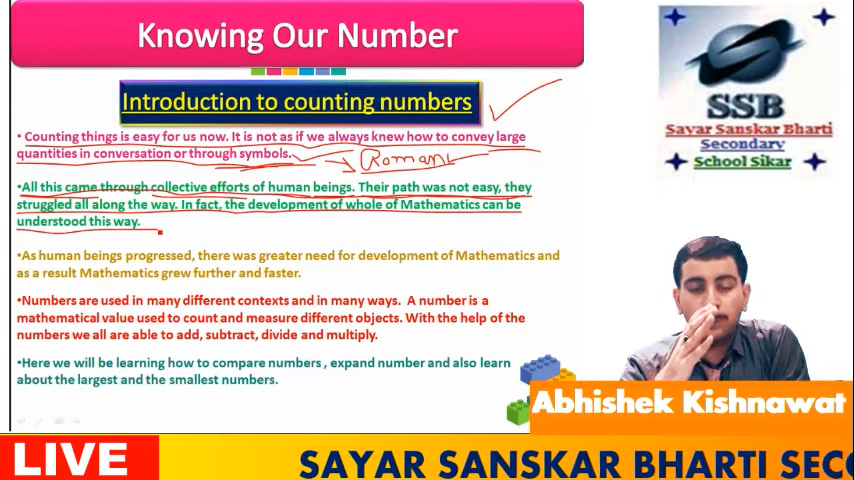 Knowing Our Number
Introduction to counting numbers
• Counting things is easy for us now. It is not as if we always knew how to convey large
quantities in conversation or through symbols.
Roman
• All this came through collective efforts of human beings. Their path was not easy, they
struggled all along the way. In fact, the development of whole of Mathematics can be
understood this way.
• As human beings progressed, there was greater need for development of Mathematics and
as a result Mathematics grew further and faster.
• Numbers are used in many different contexts and in many ways. A number is a
mathematical value used to count and measure different objects. With the help of the
numbers we all are able to add, subtract, divide and multiply.
• Here we will be learning how to compare numbers , expand number and also learn
about the largest and the smallest numbers.
SSB
Sayar Sanskar Bharti
Secondary
School Sikar
Abhishek Kishnawat
LIVE
SAYAR SANSKAR BHARTI SECO